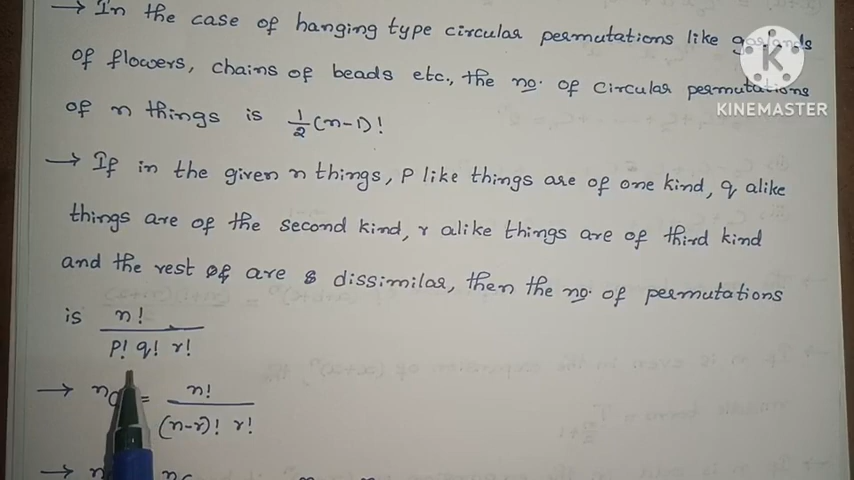 → In the case of hanging type circular permutations like garlands
of flowers, chains of beads etc., the no. of circular permutations
of n things is 1/2 (n-1)!
→ If in the given n things, p like things are of one kind, q alike
things are of the second kind, r alike things are of third kind
and the rest of are s dissimilar, then the no. of permutations
is n! / p! q! r!
→ = n! / (n-r)! r!
→
K
KINEMASTER